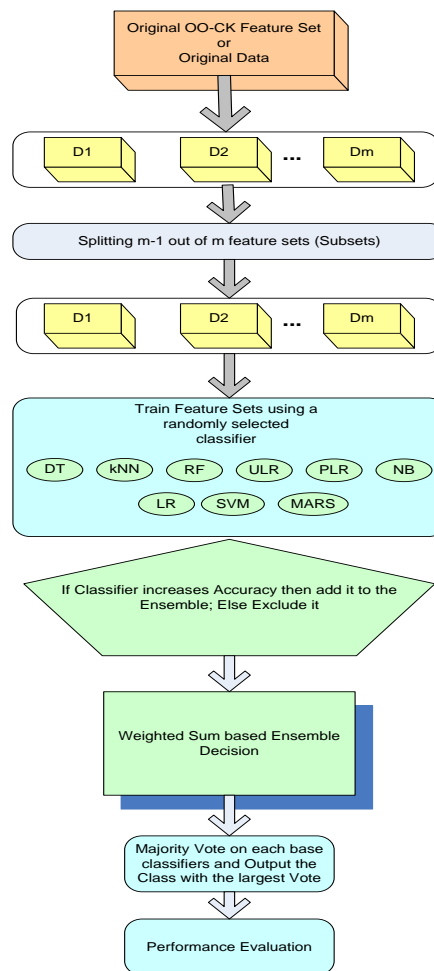 Original OO-CK Feature Set
or
Original Data
D1 D2 ... Dm
Splitting m-1 out of m feature sets (Subsets)
D1 D2 ... Dm
Train Feature Sets using a
randomly selected
classifier
DT kNN RF ULR PLR NB
LR SVM MARS
If Classifier increases Accuracy then add it to the
Ensemble; Else Exclude it
Weighted Sum based Ensemble
Decision
Majority Vote on each base
classifiers and Output the
Class with the largest Vote
Performance Evaluation